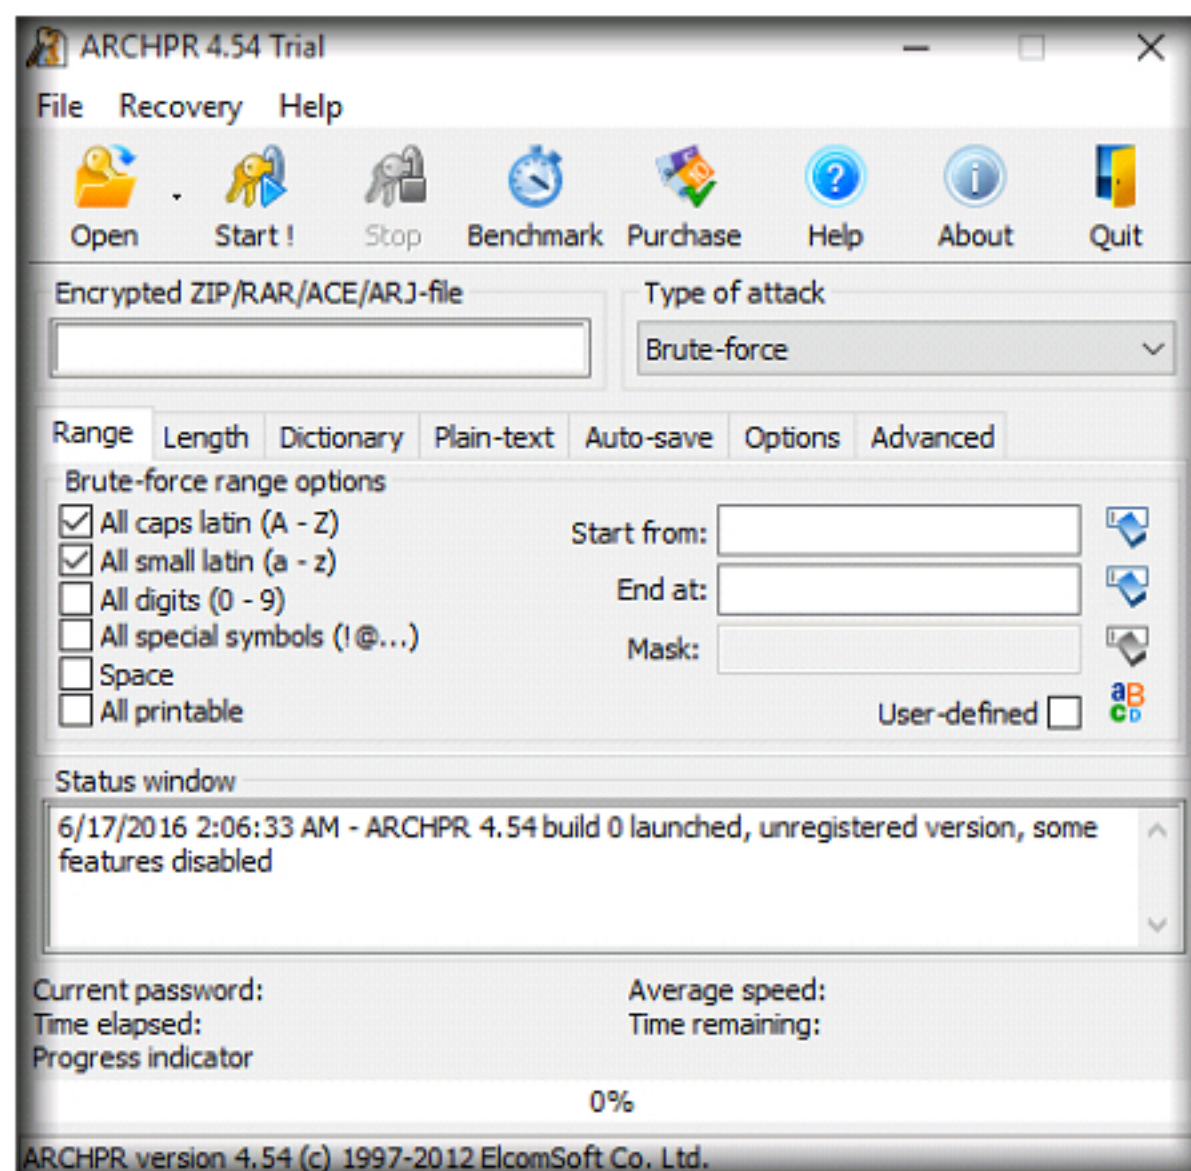 ARCHPR 4.54 Trial
File Recovery Help
Open Start ! Stop Benchmark Purchase Help About Quit
Encrypted ZIP/RAR/ACE/ARJ-file Type of attack
Brute-force
Range Length Dictionary Plain-text Auto-save Options Advanced
Brute-force range options
All caps latin (A - Z) Start from:
All small latin (a - z)
All digits (0 - 9) End at:
All special symbols (!@...) Mask:
Space
All printable User-defined
Status window
6/17/2016 2:06:33 AM - ARCHPR 4.54 build 0 launched, unregistered version, some
features disabled
Current password: Average speed:
Time elapsed: Time remaining:
Progress indicator
0%
ARCHPR version 4.54 (c) 1997-2012 ElcomSoft Co. Ltd.